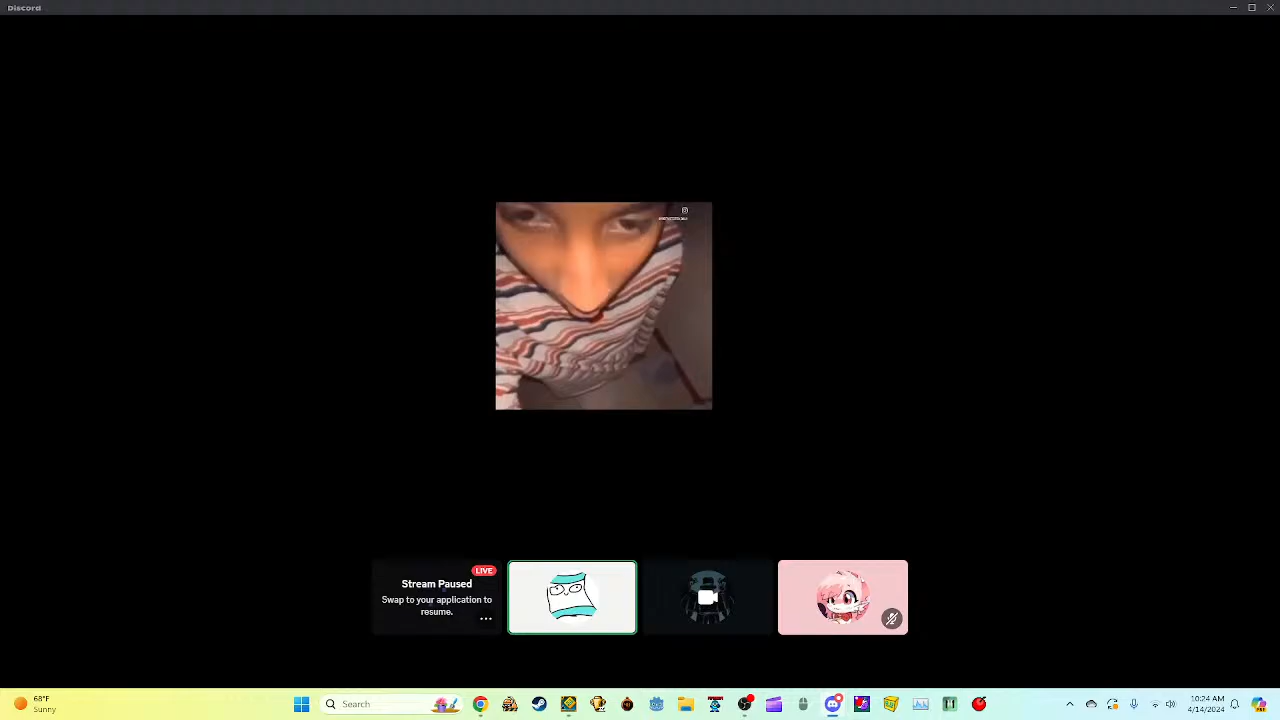 Discord
LIVE
Stream Paused
Swap to your application to
resume.
68°F
Sunny
Search
10:24 AM
4/14/2024